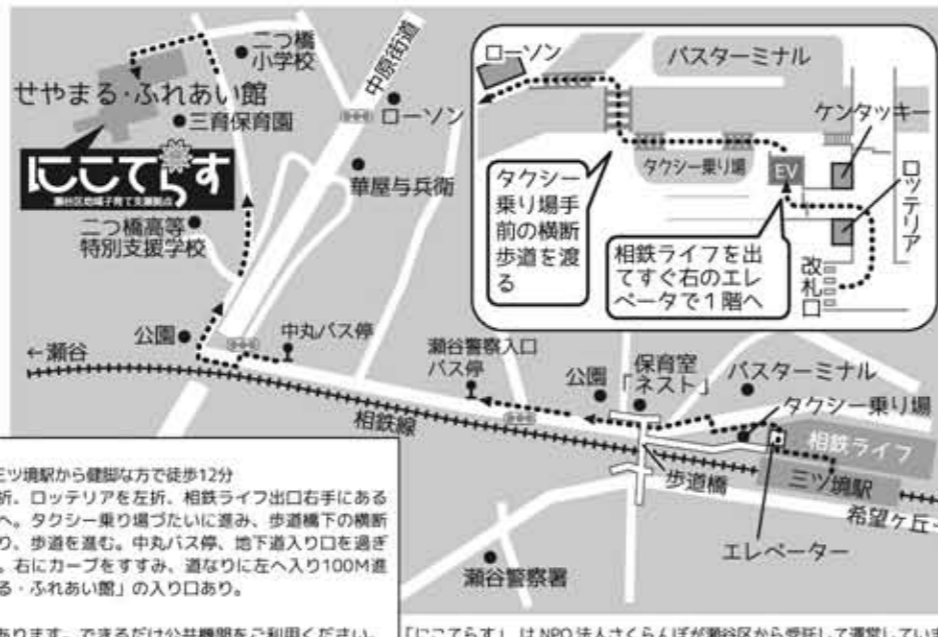 二つ橋
小学校
せやまる・ふれあい館
三育保育園
にこてらす
瀬谷区地域子育て支援拠点
二つ橋高等
特別支援学校
中原街道
ローソン
華屋与兵衛
公園
←瀬谷
中丸バス停
瀬谷警察入口
バス停
相鉄線
公園
保育室
「ネスト」
バスターミナル
タクシー乗り場
相鉄ライフ
三ツ境駅
希望ケ丘→
歩道橋
エレベーター
瀬谷警察署
ローソン
バスターミナル
ケンタッキー
タクシー乗り場
EV
ロッテリア
改札口
タクシー
乗り場手
前の横断
歩道を渡
る
相鉄ライフを出
てすぐ右のエレ
ベータで1階へ
三ツ境駅から健脚な方で徒歩12分
折、ロッテリアを左折、相鉄ライフ出口右手にある
へ。タクシー乗り場づたいに進み、歩道橋下の横断
り、歩道を進む。中丸バス停、地下道入り口を過ぎ
。右にカーブをすすみ、道なりに左へ入り100M進
る・ふれあい館」の入り口あり。
あります。できるだけ公共機関をご利用ください。
「にこてらす」はNPO法人さくらんぼが瀬谷区から受託して運営していま